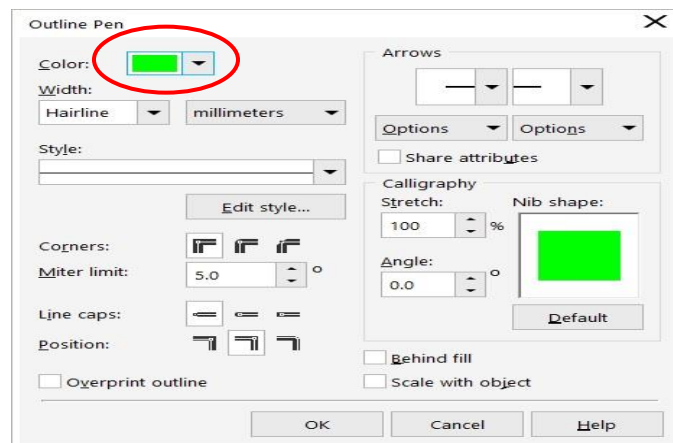 Outline Pen
Color:
Width:
Hairline
millimeters
Style:
Edit style...
Corners:
Miter limit:
5.0 °
Line caps:
Position:
Overprint outline
Arrows
Options
Options
Share attributes
Calligraphy
Stretch:
Nib shape:
100 %
Angle:
0.0 °
Default
Behind fill
Scale with object
OK
Cancel
Help